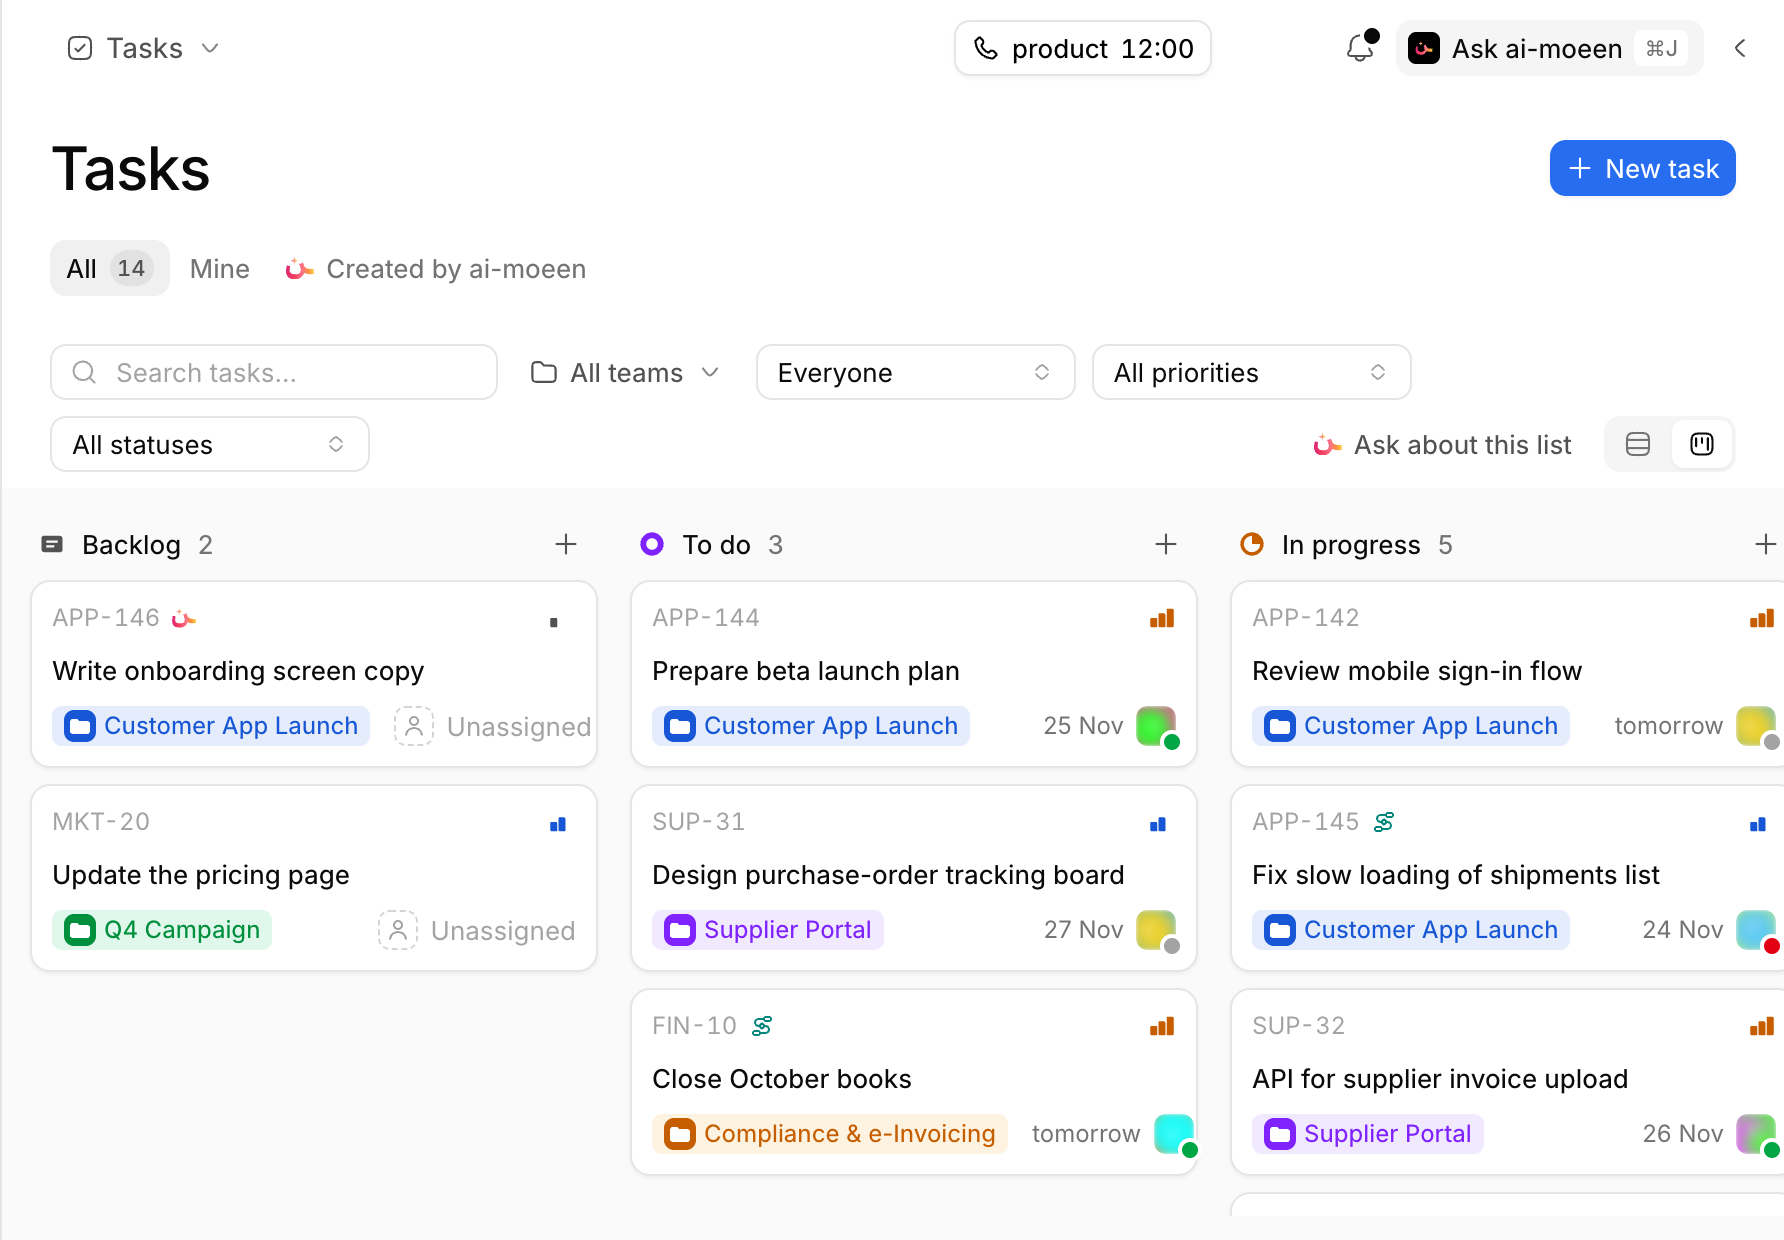 Tasks
product 12:00
Ask ai-moeen ⌘J
Tasks
+ New task
All 14
Mine
Created by ai-moeen
Search tasks...
All teams
Everyone
All priorities
All statuses
Ask about this list
Backlog 2
APP-146
Write onboarding screen copy
Customer App Launch
Unassigned
MKT-20
Update the pricing page
Q4 Campaign
Unassigned
To do 3
APP-144
Prepare beta launch plan
Customer App Launch
25 Nov
SUP-31
Design purchase-order tracking board
Supplier Portal
27 Nov
FIN-10
Close October books
Compliance & e-Invoicing
tomorrow
In progress 5
APP-142
Review mobile sign-in flow
Customer App Launch
tomorrow
APP-145
Fix slow loading of shipments list
Customer App Launch
24 Nov
SUP-32
API for supplier invoice upload
Supplier Portal
26 Nov